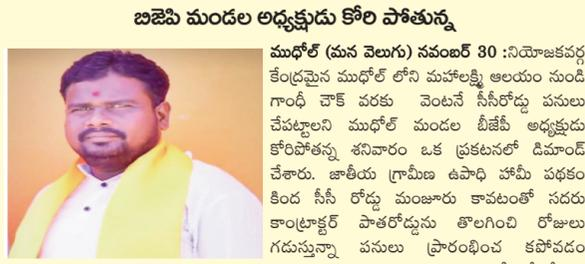 బిజెపి మండల అధ్యక్షుడు కోరి పోతున్న
ముధోల్ (మన వెలుగు) నవంబర్ 30 :నియోజకవర్గ
కేంద్రమైన ముధోల్ లోని మహాలక్ష్మి ఆలయం నుండి
గాంధీ చౌక్ వరకు వెంటనే సీసీరోడ్డు పనులు
చేపట్టాలని ముధోల్ మండల బీజేపీ అధ్యక్షుడు
కోరిపోతన్న శనివారం ఒక ప్రకటనలో డిమాండ్
చేశారు. జాతీయ గ్రామీణ ఉపాధి హామీ పథకం
కింద సీసీ రోడ్డు మంజూరు కావటంతో సదరు
కాంట్రాక్టర్ పాతరోడ్డును తొలగించి రోజులు
గడుస్తున్నా పనులు ప్రారంభించ కపోవడం